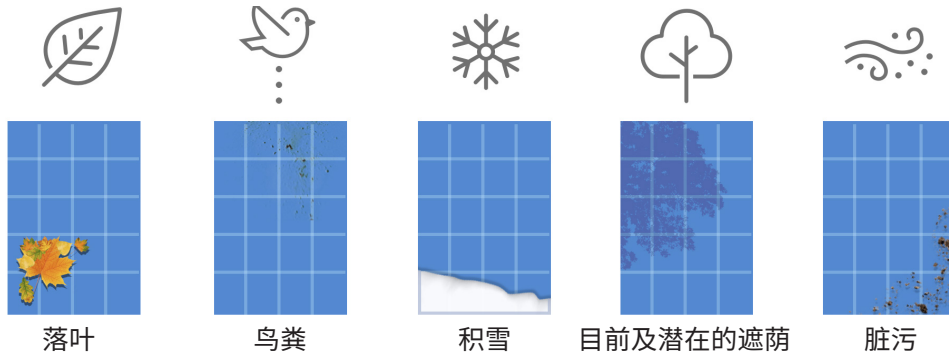 落叶
鸟粪
积雪
目前及潜在的遮荫
脏污